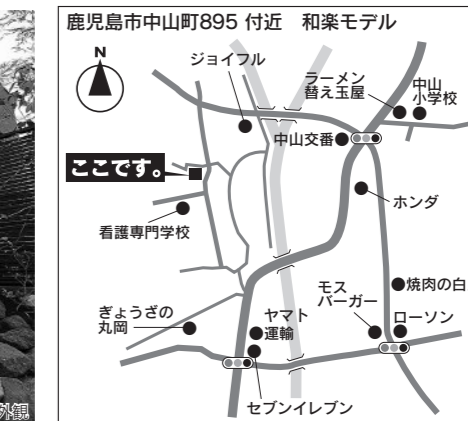 鹿児島市中山町895 付近　和楽モデル
N
ジョイフル
ラーメン
替え玉屋
中山
小学校
中山交番
ここです。
ホンダ
看護専門学校
焼肉の白
モス
バーガー
ローソン
ぎょうざの
丸岡
ヤマト
運輸
セブンイレブン
外観